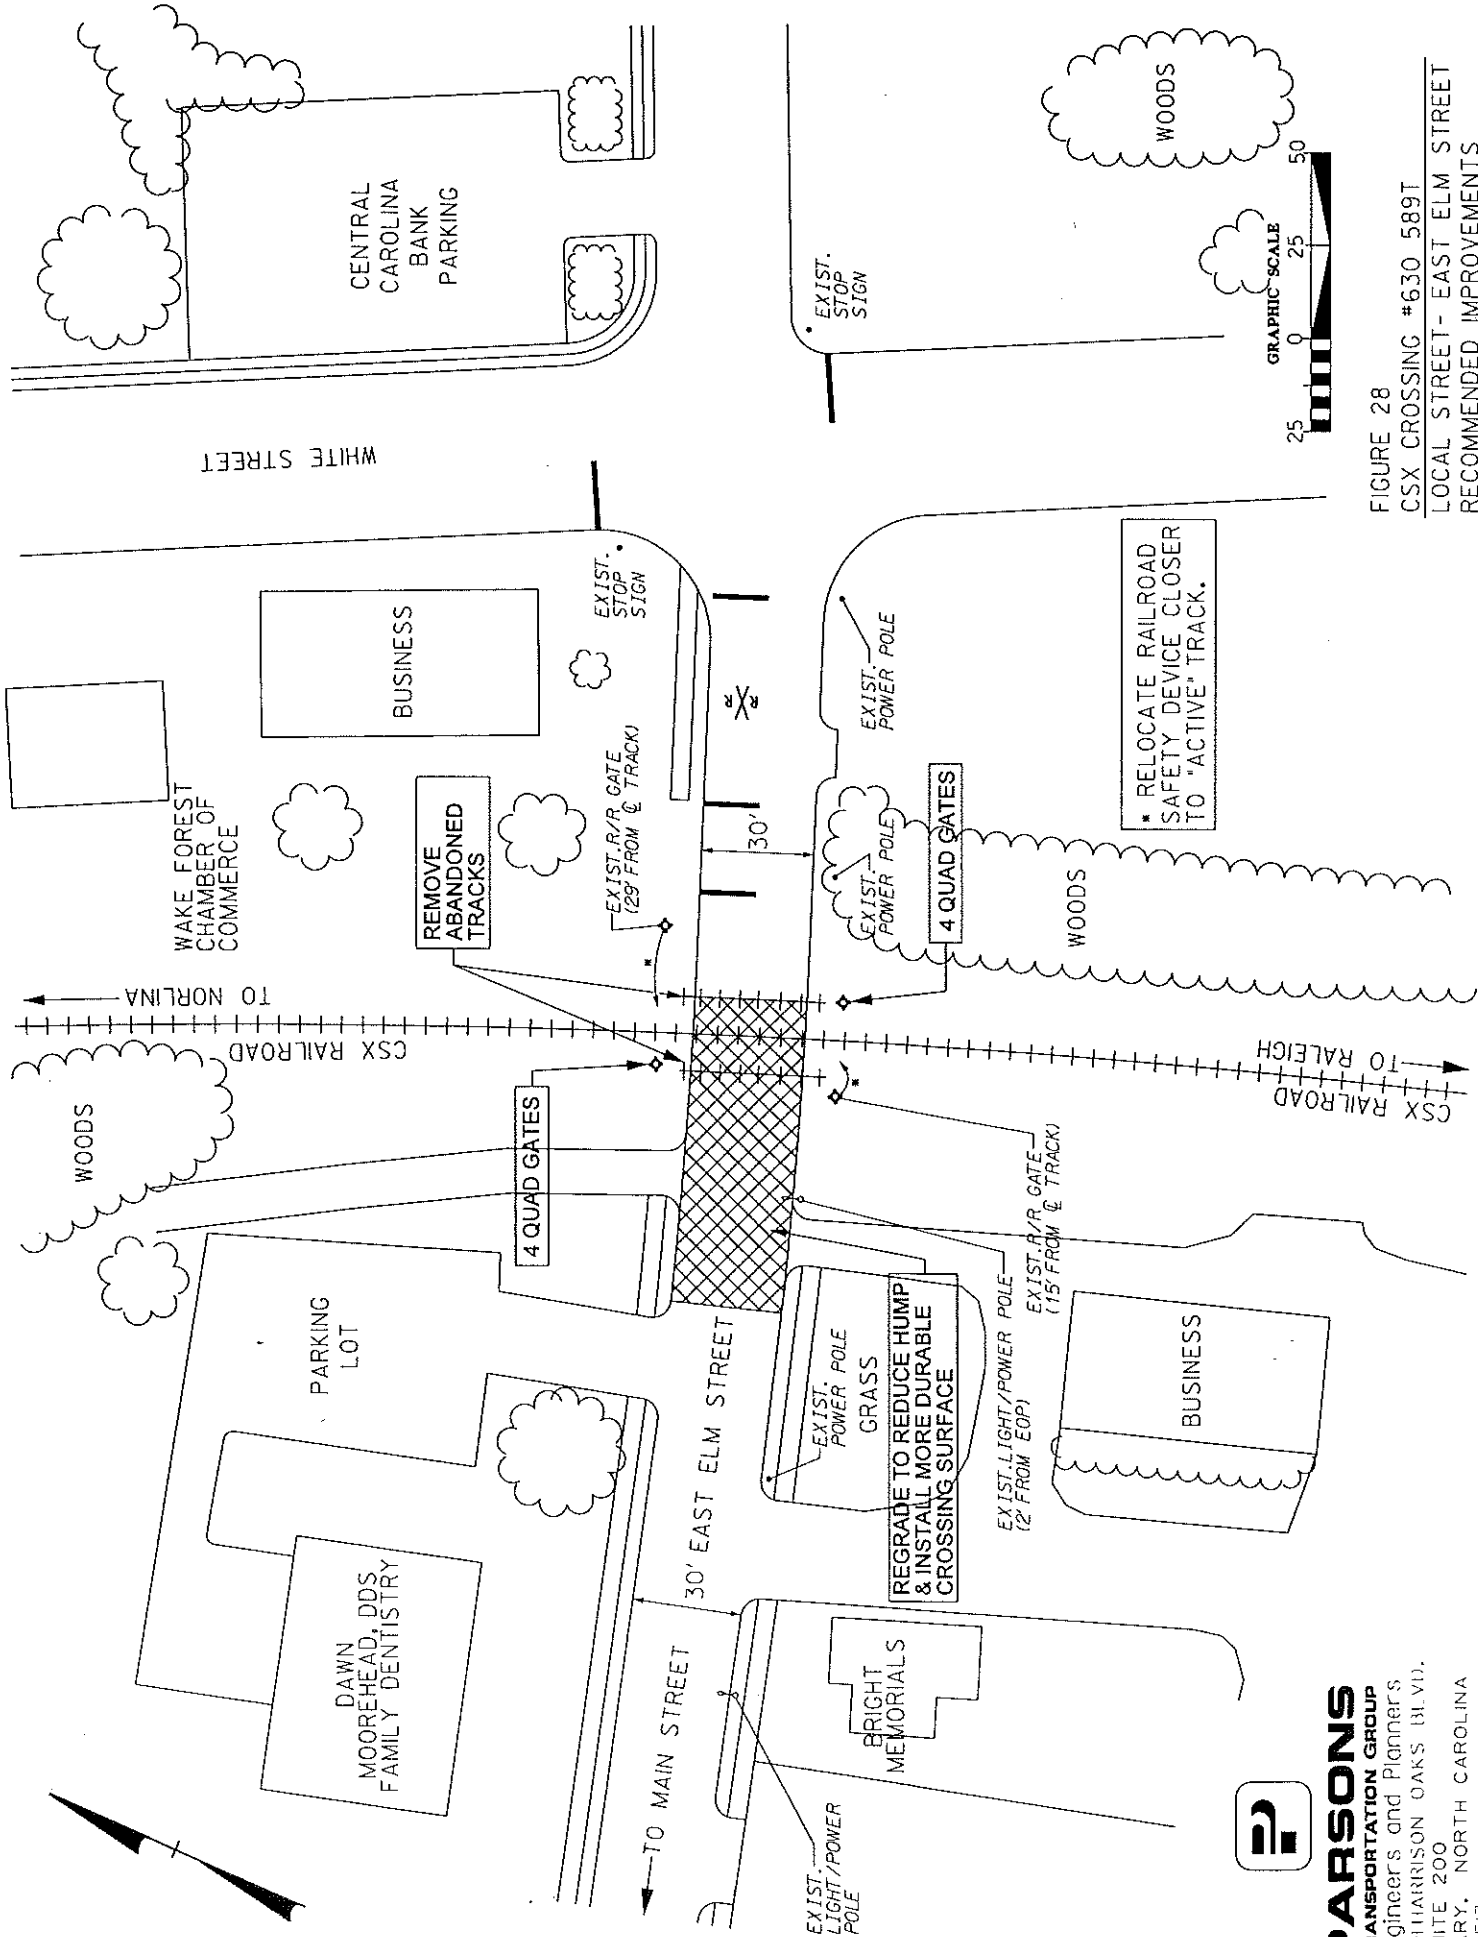 DAWN
MOOREHEAD, DDS
FAMILY DENTISTRY
PARKING
LOT
WOODS
4 QUAD GATES
CSX RAILROAD
TO NORLINA
WAKE FOREST
CHAMBER OF
COMMERCE
REMOVE
ABANDONED
TRACKS
BUSINESS
EXIST. R/R GATE
(29' FROM ℄ TRACK)
*
EXIST.
STOP
SIGN
WHITE STREET
CENTRAL
CAROLINA
BANK
PARKING
TO MAIN STREET
30' EAST ELM STREET
30'
R X R
EXIST.
LIGHT/POWER
POLE
BRIGHT
MEMORIALS
EXIST.
POWER POLE
GRASS
REGRADE TO REDUCE HUMP
& INSTALL MORE DURABLE
CROSSING SURFACE
EXIST. LIGHT/POWER POLE
(2' FROM EOP)
EXIST. R/R GATE
(15' FROM ℄ TRACK)
*
BUSINESS
CSX RAILROAD
TO RALEIGH
4 QUAD GATES
EXIST.
POWER POLE
WOODS
EXIST.
POWER POLE
* RELOCATE RAILROAD
SAFETY DEVICE CLOSER
TO "ACTIVE" TRACK.
EXIST.
STOP
SIGN
WOODS
GRAPHIC SCALE
25 0 25 50
PARSONS
ANSPORTATION GROUP
gineers and Planners
HARRISON OAKS BLVD.
ITE 200
RY, NORTH CAROLINA
FIGURE 28
CSX CROSSING #630 589T
LOCAL STREET- EAST ELM STREET
RECOMMENDED IMPROVEMENTS